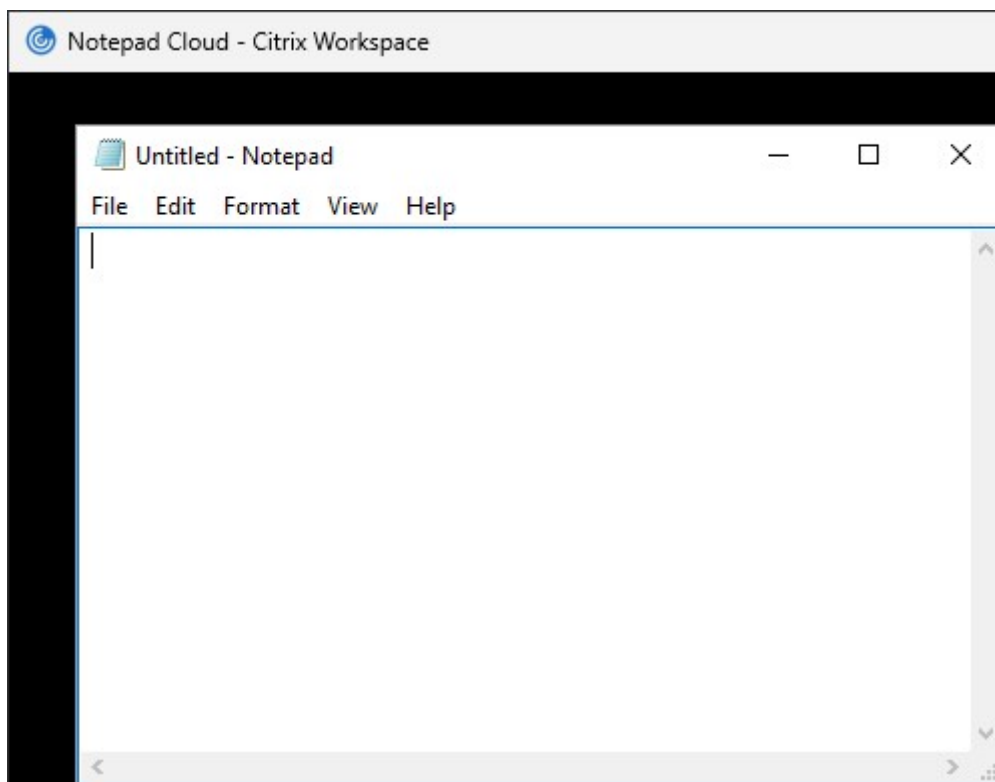 Notepad Cloud - Citrix Workspace
Untitled - Notepad
File Edit Format View Help